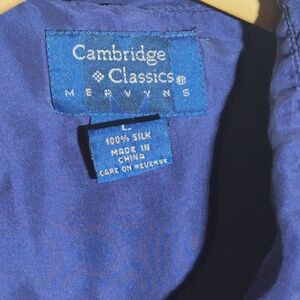 Cambridge
Classics®
MERVYNS
L
100% SILK
MADE IN
CHINA
CARE ON REVERSE